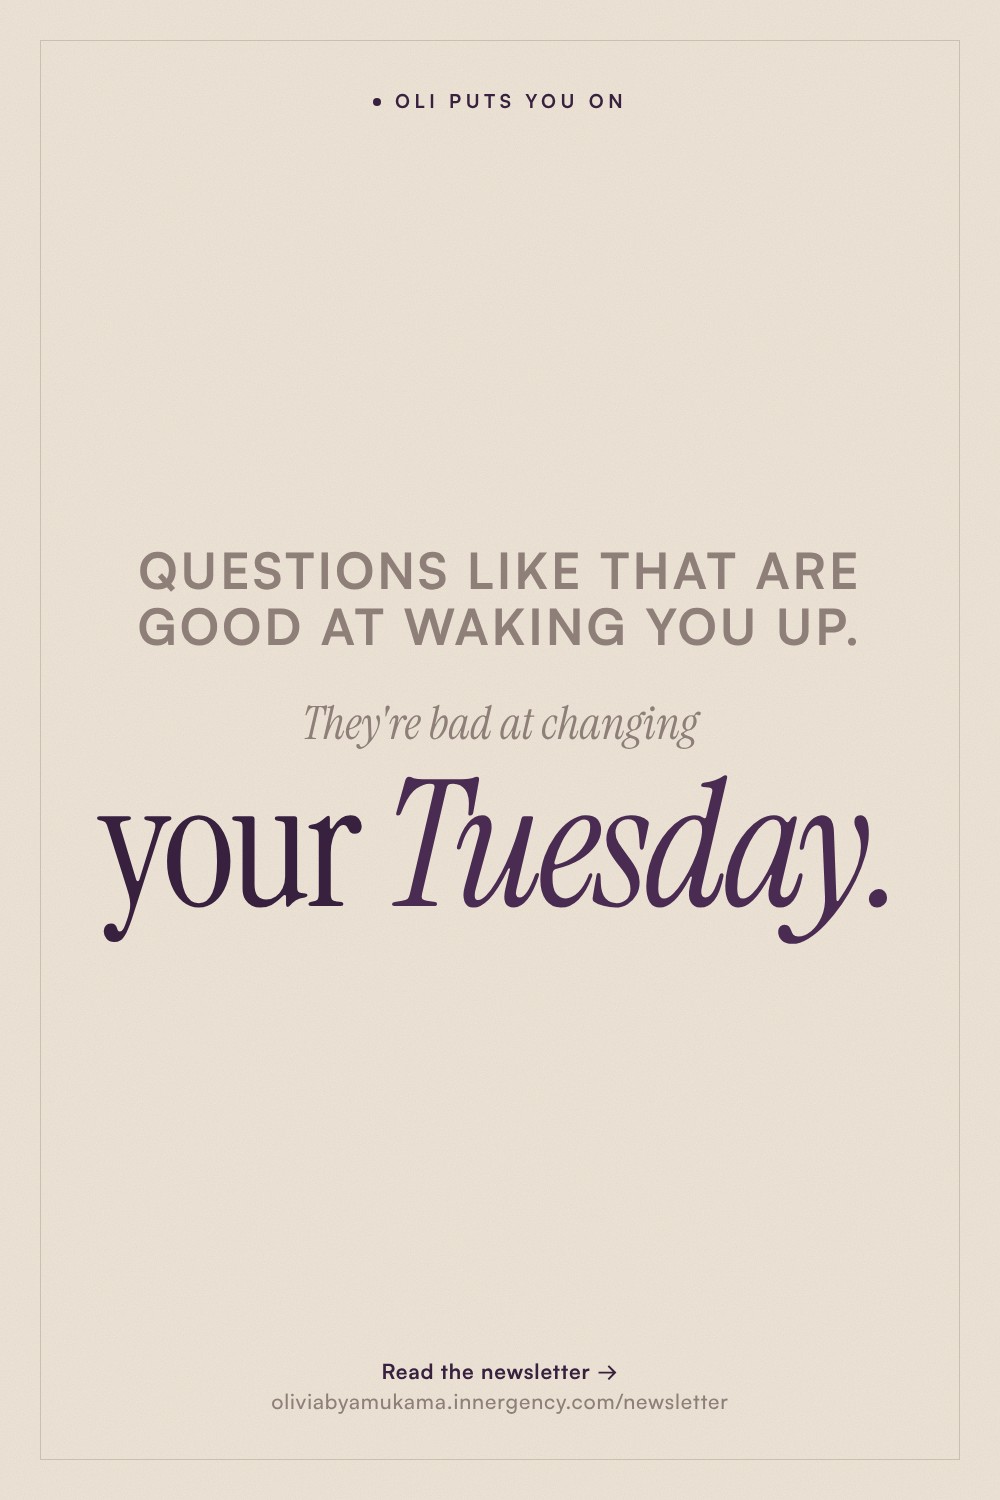 • OLI PUTS YOU ON
QUESTIONS LIKE THAT ARE
GOOD AT WAKING YOU UP.
They're bad at changing
your Tuesday.
Read the newsletter →
oliviabyamukama.innergency.com/newsletter